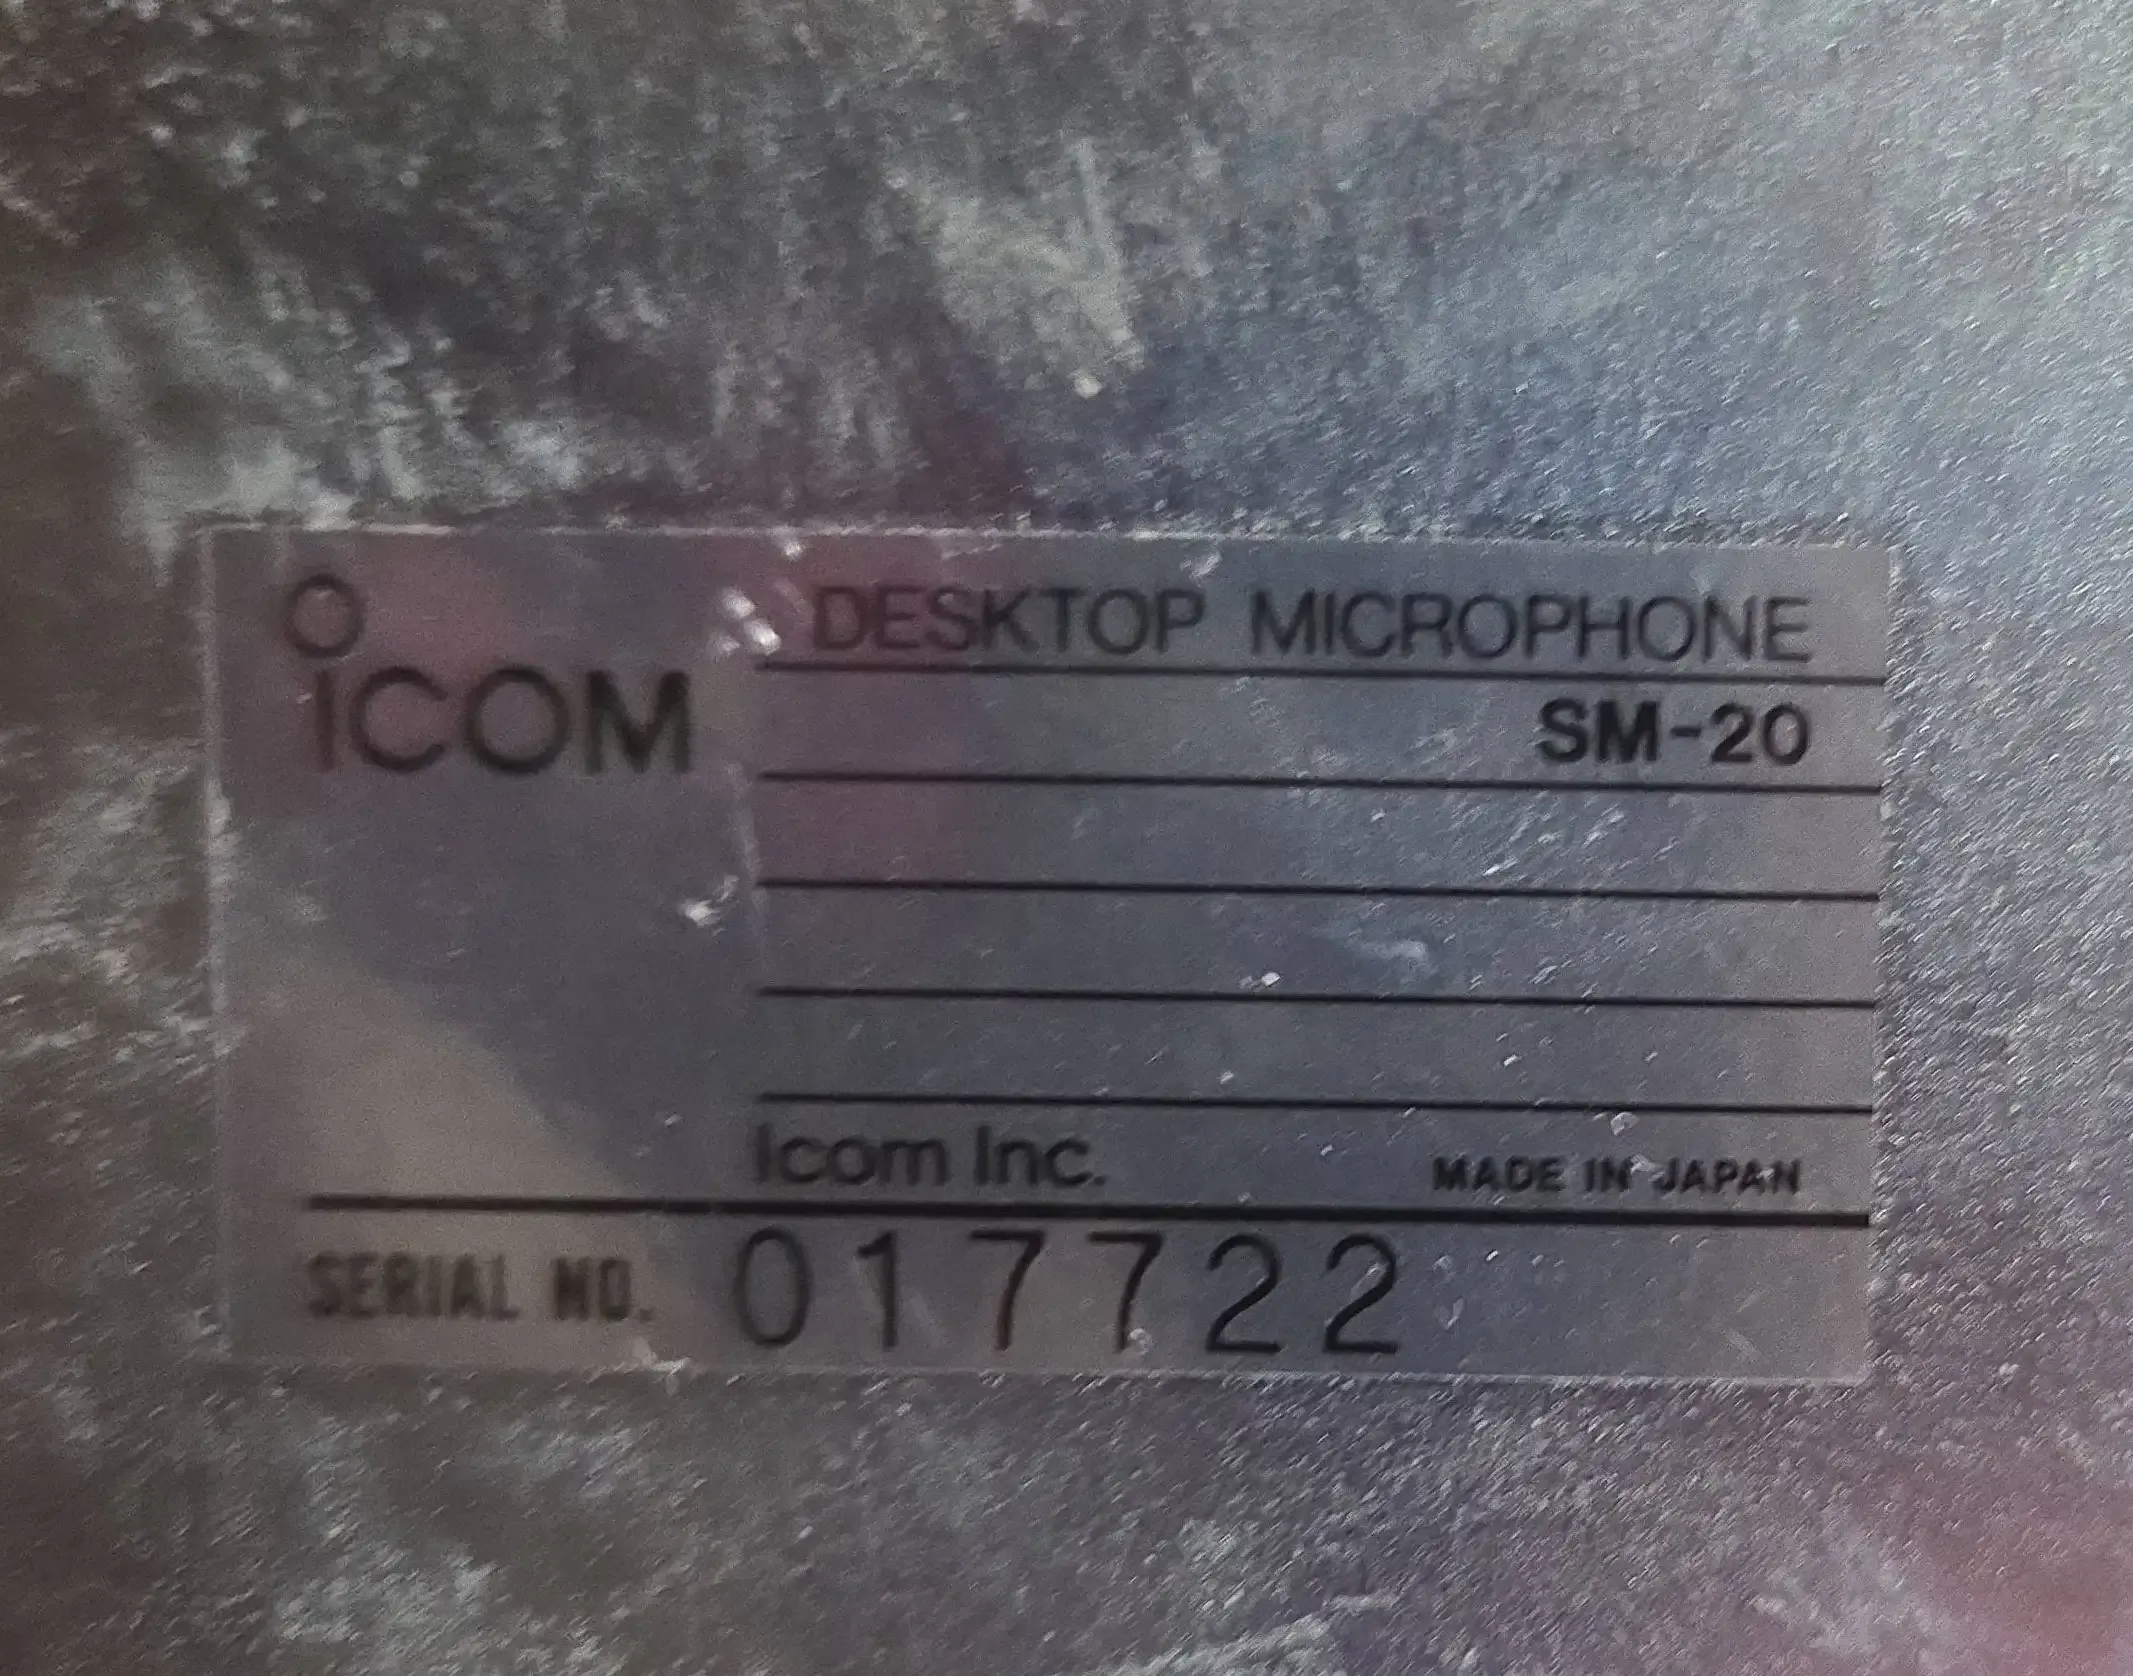 ICOM
DESKTOP MICROPHONE
SM-20
Icom Inc.
MADE IN JAPAN
SERIAL NO. 017722